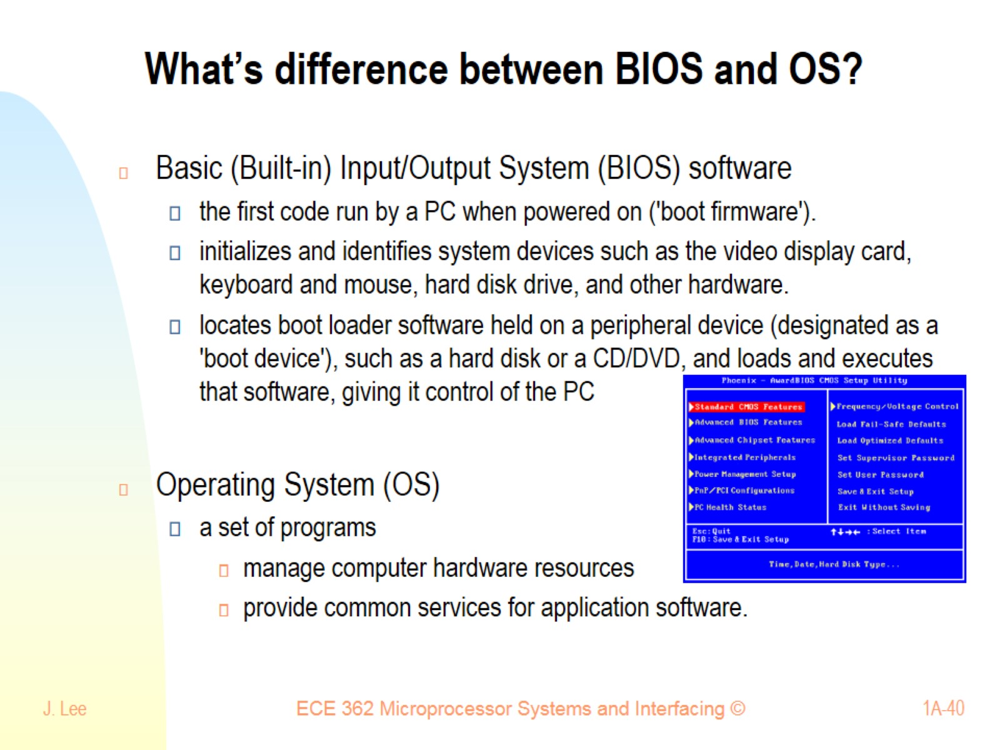 What's difference between BIOS and OS?
Basic (Built-in) Input/Output System (BIOS) software
the first code run by a PC when powered on ('boot firmware').
initializes and identifies system devices such as the video display card,
keyboard and mouse, hard disk drive, and other hardware.
locates boot loader software held on a peripheral device (designated as a
'boot device'), such as a hard disk or a CD/DVD, and loads and executes
that software, giving it control of the PC
Phoenix - AwardBIOS CMOS Setup Utility
Standard CMOS Features
Advanced BIOS Features
Advanced Chipset Features
Integrated Peripherals
Power Management Setup
PnP/PCI Configurations
PC Health Status
Frequency/Voltage Control
Load Fail-Safe Defaults
Load Optimized Defaults
Set Supervisor Password
Set User Password
Save & Exit Setup
Exit Without Saving
Esc:Quit
F10:Save & Exit Setup
↑↓→← :Select Item
Time,Date,Hard Disk Type...
Operating System (OS)
a set of programs
manage computer hardware resources
provide common services for application software.
J. Lee
ECE 362 Microprocessor Systems and Interfacing ©
1A-40